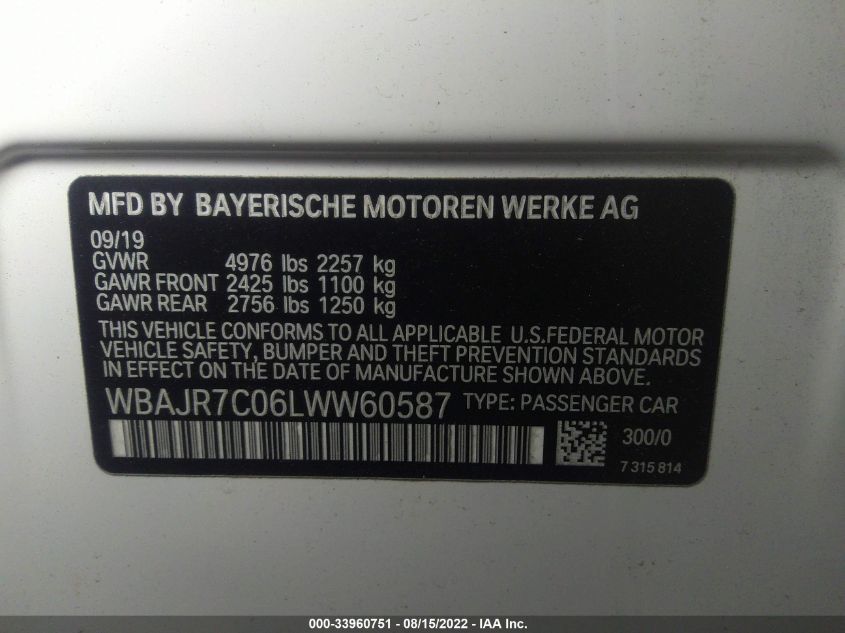 MFD BY BAYERISCHE MOTOREN WERKE AG
09/19
GVWR 4976 lbs 2257 kg
GAWR FRONT 2425 lbs 1100 kg
GAWR REAR 2756 lbs 1250 kg
THIS VEHICLE CONFORMS TO ALL APPLICABLE U.S.FEDERAL MOTOR
VEHICLE SAFETY, BUMPER AND THEFT PREVENTION STANDARDS
IN EFFECT ON THE DATE OF MANUFACTURE SHOWN ABOVE.
WBAJR7C06LWW60587 TYPE: PASSENGER CAR
300/0
7 315 814
000-33960751 - 08/15/2022 - IAA Inc.